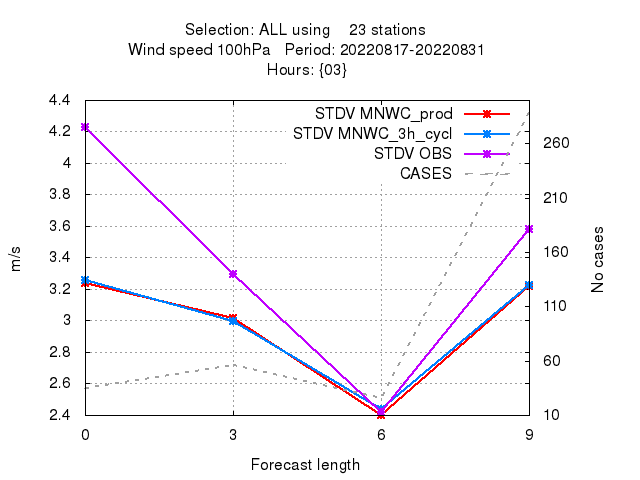 Selection: ALL using    23 stations
Wind speed 100hPa   Period: 20220817-20220831
Hours: {03}
STDV MNWC_prod
STDV MNWC_3h_cycl
STDV OBS
CASES
4.4
4.2
4
3.8
3.6
3.4
3.2
3
2.8
2.6
2.4
m/s
260
210
160
110
60
10
No cases
0 3 6 9
Forecast length